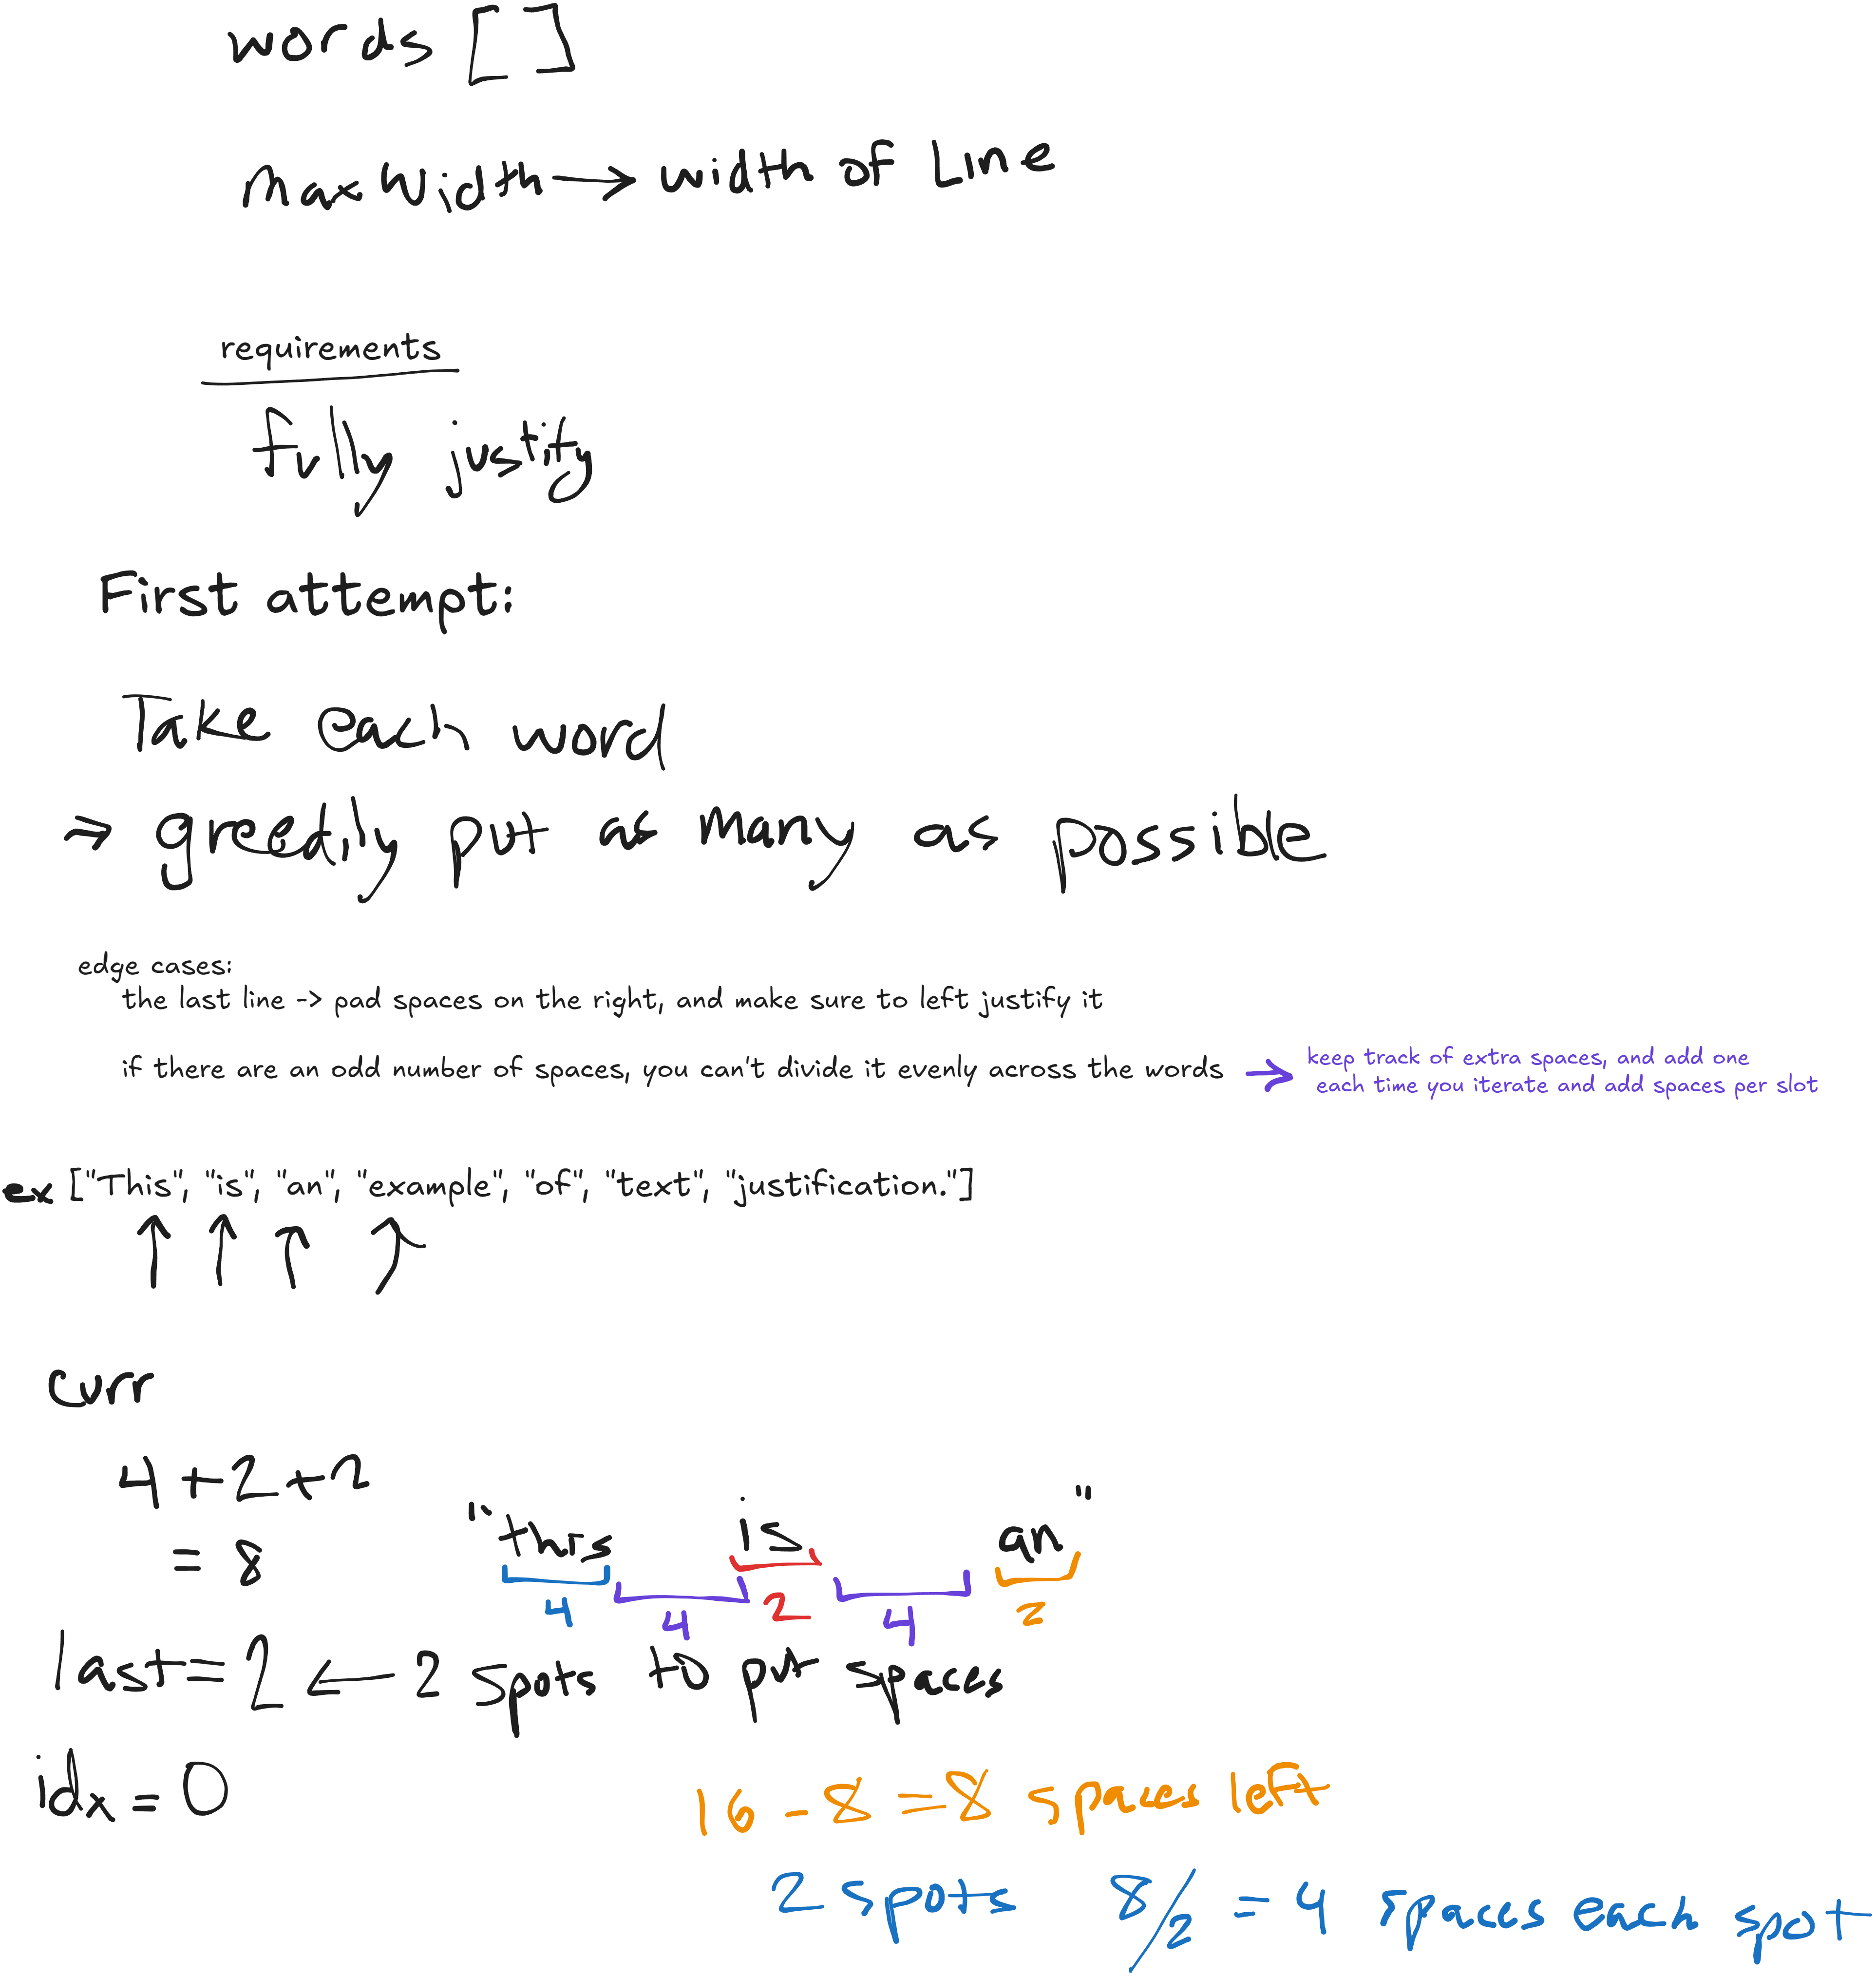 words []
maxWidth → width of line
requirements
fully justify
First attempt:
Take each word
→ greedily put as many as possible
edge cases:
the last line -> pad spaces on the right, and make sure to left justify it
if there are an odd number of spaces, you can't divide it evenly across the words → keep track of extra spaces, and add one
each time you iterate and add spaces per slot
ex ["This", "is", "an", "example", "of", "text", "justification."]
↑ ↑ ↑ ↑
curr
4+2+2
= 8
"this is an"
4 4 2 4 2
last = 2 ← 2 spots to put spaces
idx = 0
16 - 8 = 8 spaces left
2 spots 8/2 = 4 spaces each spot